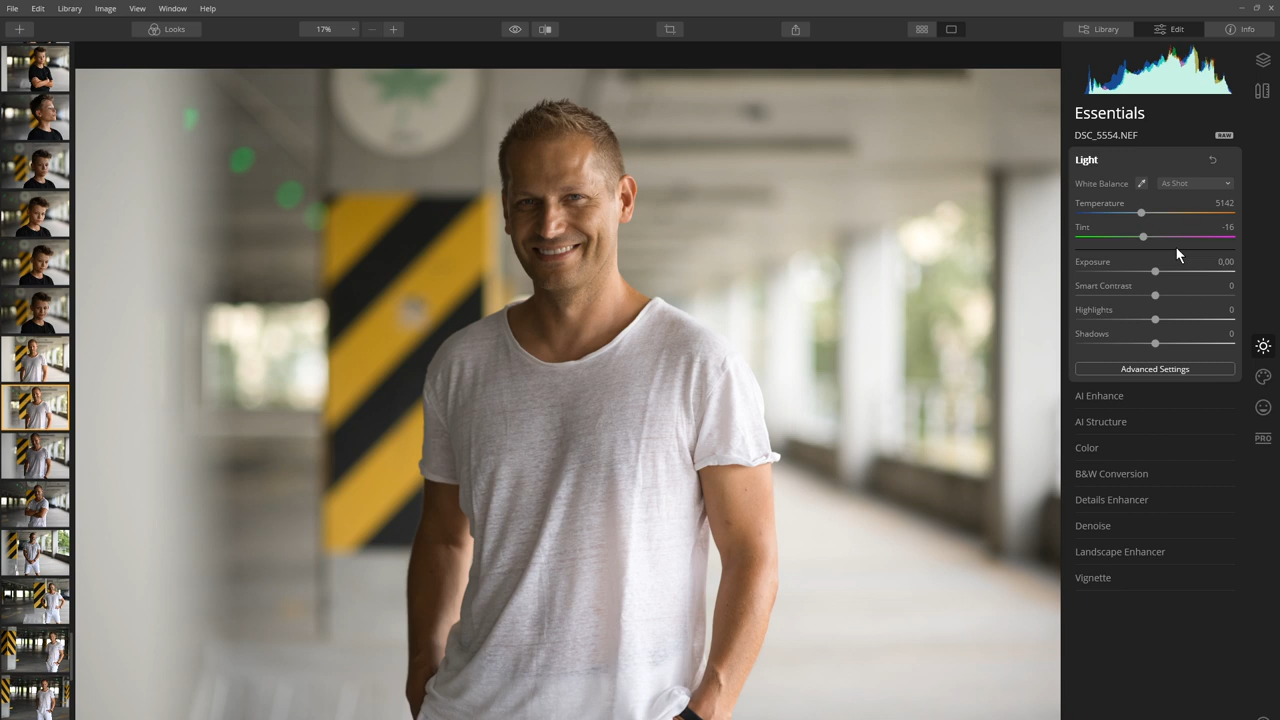 File Edit Library Image View Window Help
Looks 17% Library Edit Info
Essentials
DSC_5554.NEF RAW
Light
White Balance As Shot
Temperature 5142
Tint -16
Exposure 0,00
Smart Contrast 0
Highlights 0
Shadows 0
Advanced Settings
AI Enhance
AI Structure
Color
B&W Conversion
Details Enhancer
Denoise
Landscape Enhancer
Vignette
PRO